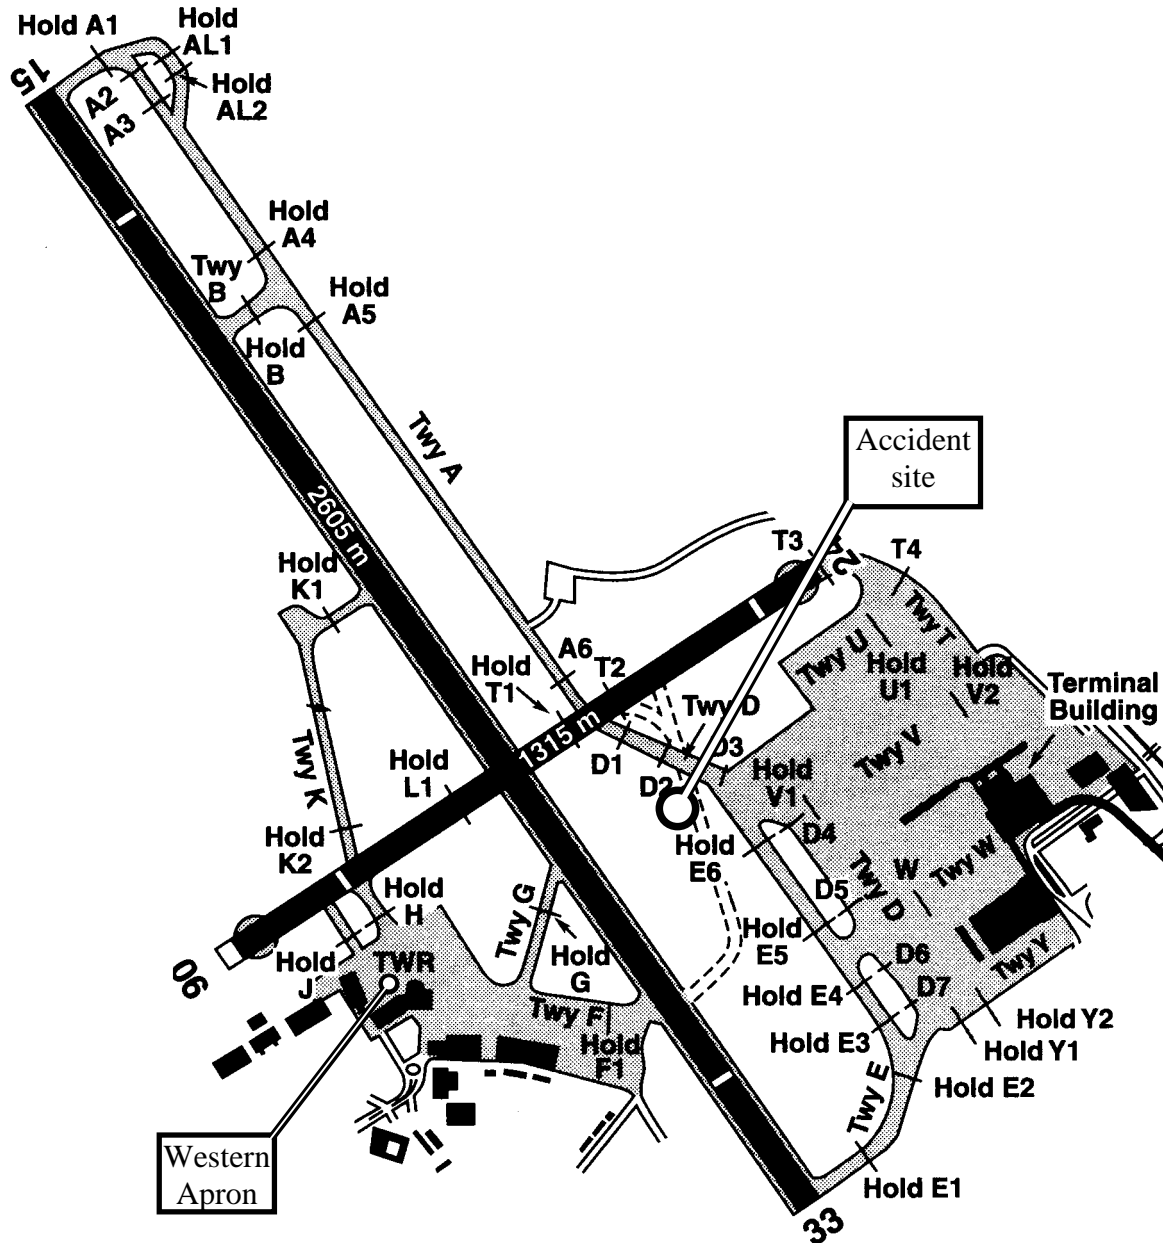 Hold A1
Hold
AL1
15
Hold
AL2
A2
A3
Hold
A4
Twy
B
Hold
A5
Hold
B
Twy A
Accident
site
2605 m
T3
24
T4
Hold
K1
Twy T
Twy U
Hold
U1
Hold
V2
A6
T2
Hold
T1
Terminal
Building
Twy D
1315 m
Twy V
D1
D2
D3
Twy K
Hold
L1
Hold
V1
Hold
K2
D4
Hold
E6
W
Twy W
D5
Twy D
Hold
H
Twy G
Hold
E5
Hold
G
D6
Twy Y
06
Hold
J
TWR
D7
Hold E4
Twy F
Hold Y2
Hold
F1
Hold E3
Hold Y1
Twy E
Hold E2
Western
Apron
Hold E1
33